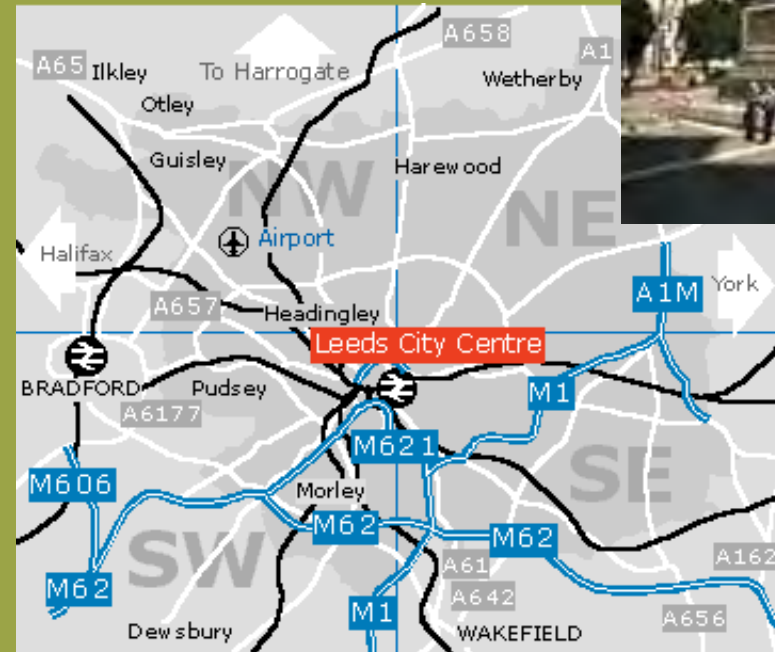 A658
A1
A65
Ilkley
To Harrogate
Wetherby
Otley
Guisley
NW
Harewood
NE
Airport
Halifax
A1M
York
A657
Headingley
Leeds City Centre
BRADFORD
Pudsey
M1
A6177
M621
M606
Morley
SE
M62
M62
SW
A61
A162
M62
A642
M1
A656
Dewsbury
WAKEFIELD